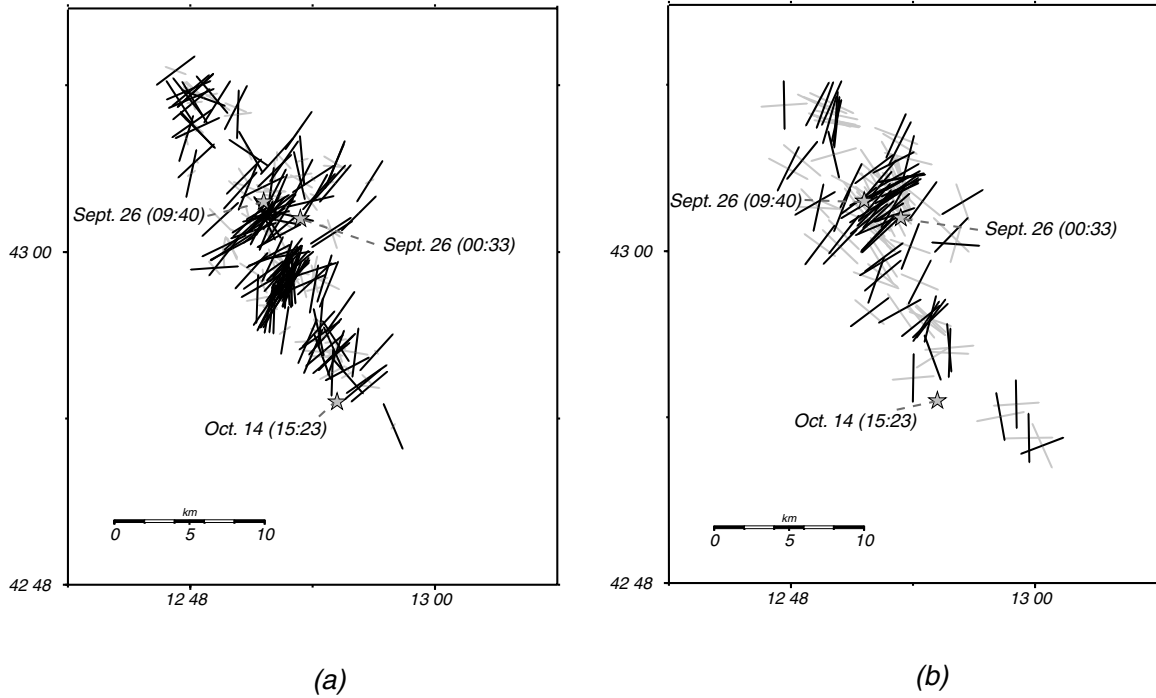 Sept. 26 (09:40)
Sept. 26 (00:33)
43 00
Oct. 14 (15:23)
km
0 5 10
42 48
12 48 13 00
(a)
Sept. 26 (09:40)
Sept. 26 (00:33)
43 00
Oct. 14 (15:23)
km
0 5 10
42 48
12 48 13 00
(b)